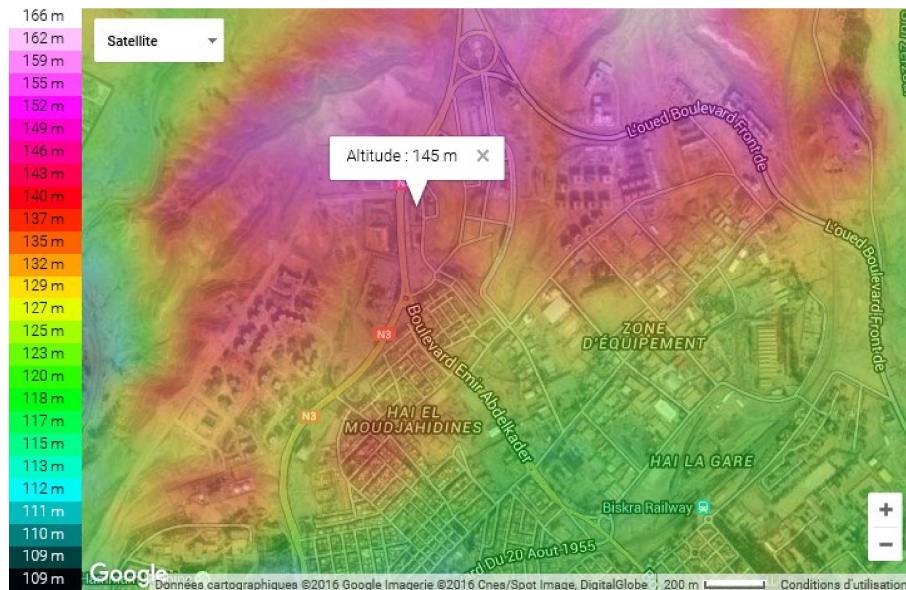 166 m
162 m
159 m
155 m
152 m
149 m
146 m
143 m
140 m
137 m
135 m
132 m
129 m
127 m
125 m
123 m
120 m
118 m
117 m
115 m
113 m
112 m
111 m
110 m
109 m
109 m
Satellite
Altitude : 145 m ×
L'oued Boulevard Front de
L'oued Boulevard Front de
N3
N3
Boulevard Emir Abdelkader
ZONE
D'ÉQUIPEMENT
HAI EL
MOUDJAHIDINES
HAI LA GARE
Biskra Railway
rd Du 20 Aout 1955
+
−
Google
Données cartographiques ©2016 Google Imagerie ©2016 Cnes/Spot Image, DigitalGlobe
200 m
Conditions d'utilisation